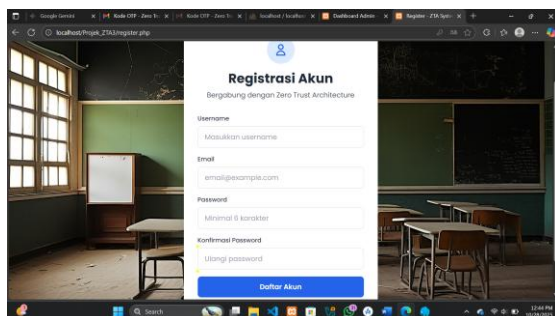 Google Gemini
Kode OTP - Zero Tr
Kode OTP - Zero Tr
localhost / localhos
Dashboard Admin
Register - ZTA Syste
localhost/Projek_ZTA3/register.php
Registrasi Akun
Bergabung dengan Zero Trust Architecture
Username
Masukkan username
Email
email@example.com
Password
Minimal 6 karakter
Konfirmasi Password
Ulangi password
Daftar Akun
Search
12:44 PM